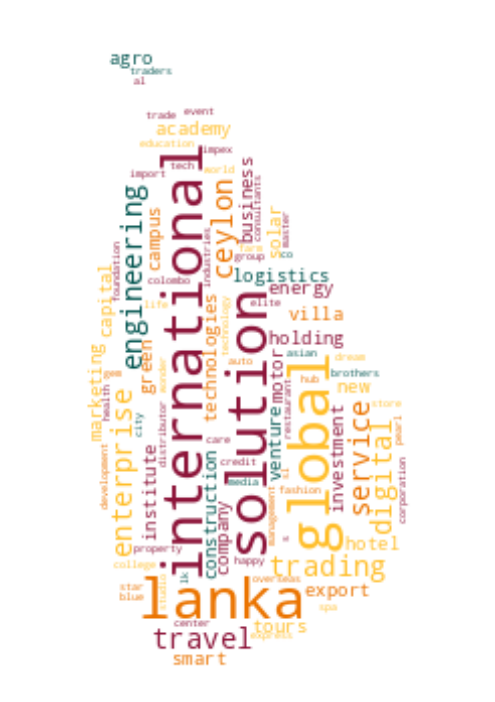 agro
traders
al
trade
event
academy
education
impex
tech
world
import
international
business
consultants
engineering
ceylon
campus
solar
master
industries
farm
group
co
foundation
capital
colombo
logistics
energy
life
elite
technologies
technology
villa
solution
holding
green
motor
asian
global
marketing
auto
dream
gem
wonder
hub
brothers
new
health
enterprise
restaurant
store
city
distributor
investment
service
digital
pearl
care
venture
institute
construction
company
credit
corporation
development
media
sl
fashion
management
s
hotel
property
happy
trading
college
lk
studio
overseas
star
blue
lanka
export
spa
center
tours
express
travel
smart